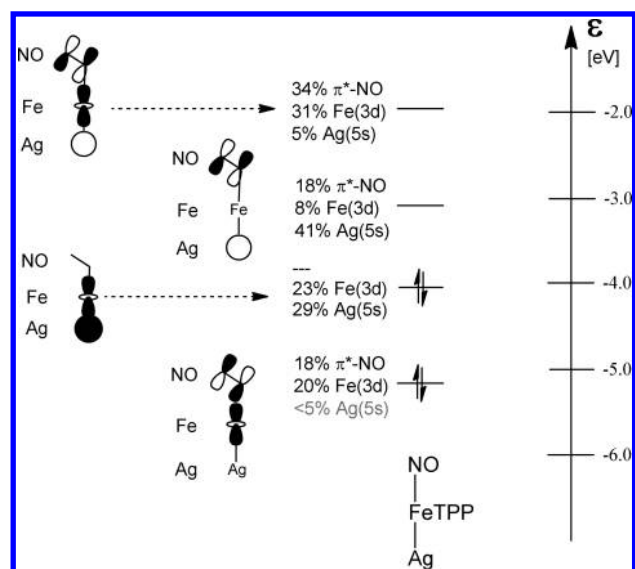 ε
[eV]
NO
Fe
Ag
34% π*-NO
31% Fe(3d)
5% Ag(5s)
-2.0
NO
Fe
Fe
Ag
18% π*-NO
8% Fe(3d)
41% Ag(5s)
-3.0
NO
Fe
Ag
---
23% Fe(3d)
29% Ag(5s)
-4.0
NO
Fe
Ag
Ag
18% π*-NO
20% Fe(3d)
<5% Ag(5s)
-5.0
-6.0
NO
FeTPP
Ag